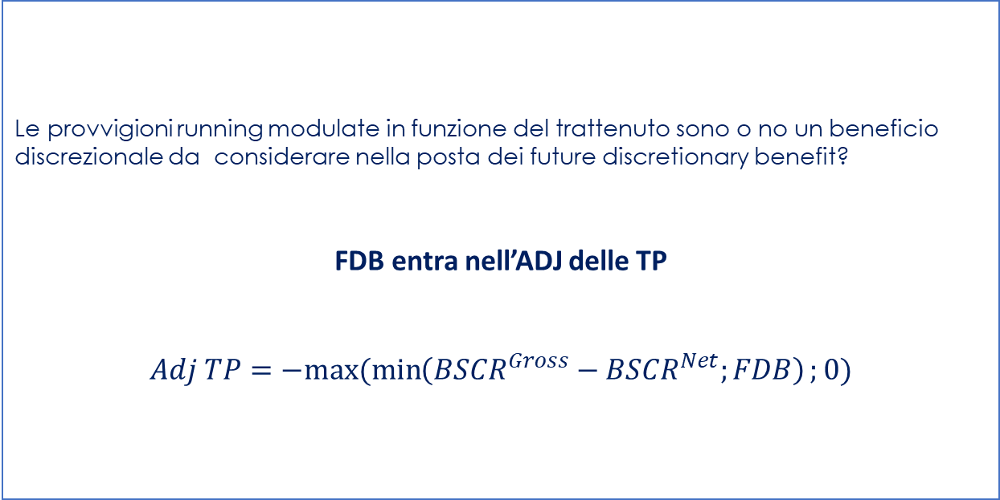 Le provvigioni running modulate in funzione del trattenuto sono o no un beneficio
discrezionale da considerare nella posta dei future discretionary benefit?
FDB entra nell’ADJ delle TP
Adj TP = −max(min(BSCR^Gross − BSCR^Net; FDB) ; 0)